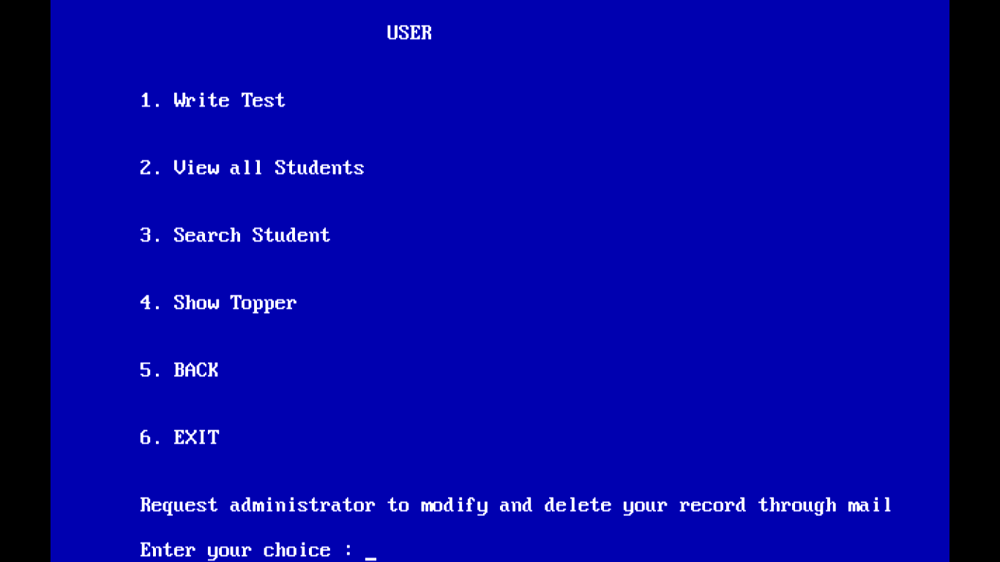 USER
1. Write Test
2. View all Students
3. Search Student
4. Show Topper
5. BACK
6. EXIT
Request administrator to modify and delete your record through mail
Enter your choice : _